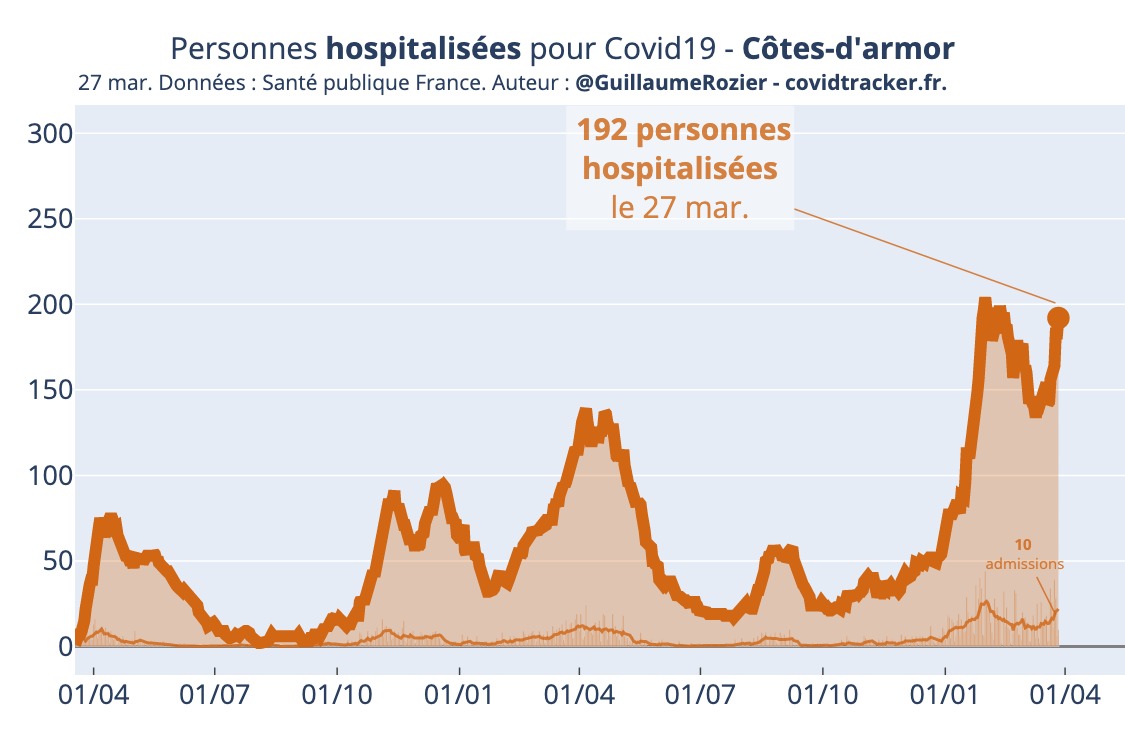 Personnes hospitalisées pour Covid19 - Côtes-d'armor
27 mar. Données : Santé publique France. Auteur : @GuillaumeRozier - covidtracker.fr.
192 personnes
hospitalisées
le 27 mar.
300
250
200
150
100
50
0
10
admissions
01/04 01/07 01/10 01/01 01/04 01/07 01/10 01/01 01/04